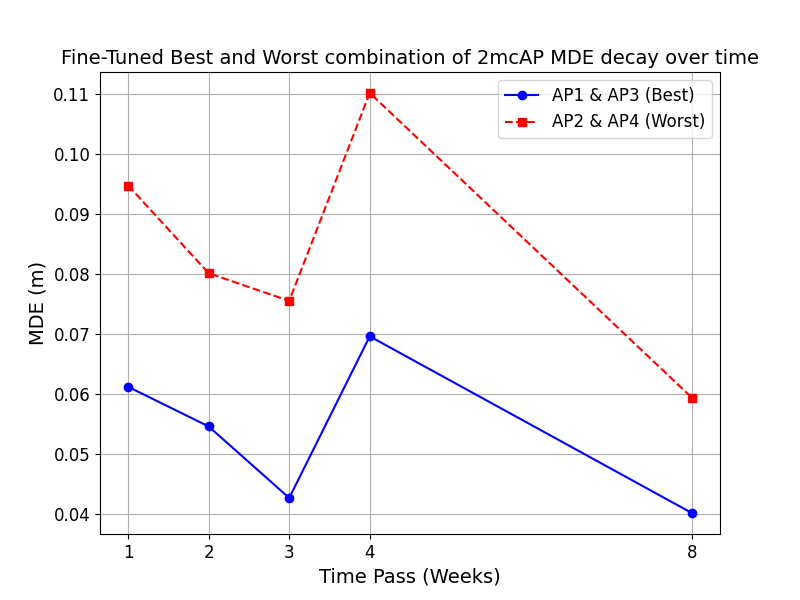 Fine-Tuned Best and Worst combination of 2mcAP MDE decay over time
AP1 & AP3 (Best)
AP2 & AP4 (Worst)
MDE (m)
0.11
0.10
0.09
0.08
0.07
0.06
0.05
0.04
1 2 3 4 8
Time Pass (Weeks)